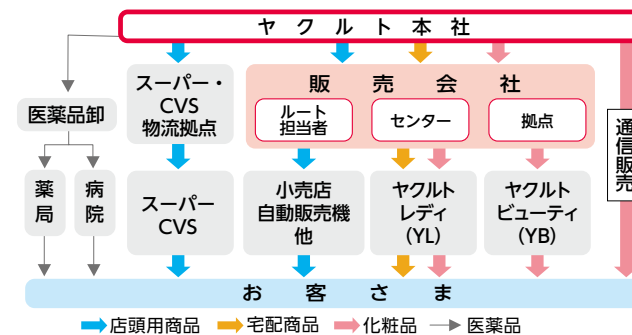 ヤクルト本社
医薬品卸
スーパー・
CVS
物流拠点
販売会社
ルート
担当者
センター
拠点
通信販売
薬局
病院
スーパー
CVS
小売店
自動販売機
他
ヤクルト
レディ
(YL)
ヤクルト
ビューティ
(YB)
お客さま
店頭用商品 宅配商品 化粧品 医薬品